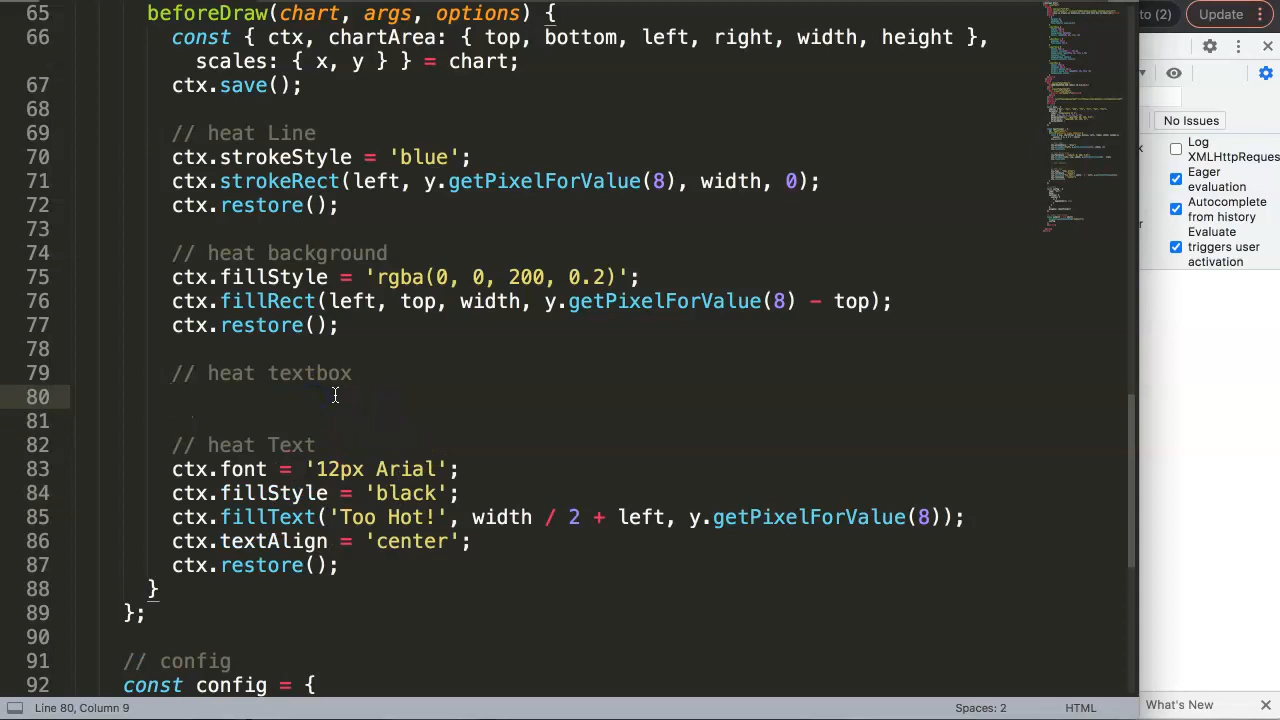 65 beforeDraw(chart, args, options) {
66 const { ctx, chartArea: { top, bottom, left, right, width, height },
scales: { x, y } } = chart;
67 ctx.save();
68
69 // heat Line
70 ctx.strokeStyle = 'blue';
71 ctx.strokeRect(left, y.getPixelForValue(8), width, 0);
72 ctx.restore();
73
74 // heat background
75 ctx.fillStyle = 'rgba(0, 0, 200, 0.2)';
76 ctx.fillRect(left, top, width, y.getPixelForValue(8) - top);
77 ctx.restore();
78
79 // heat textbox
80
81
82 // heat Text
83 ctx.font = '12px Arial';
84 ctx.fillStyle = 'black';
85 ctx.fillText('Too Hot!', width / 2 + left, y.getPixelForValue(8));
86 ctx.textAlign = 'center';
87 ctx.restore();
88 }
89 };
90
91 // config
92 const config = {
Line 80, Column 9
Spaces: 2
HTML
to (2)
Update
No Issues
Log
XMLHttpReques
Eager
evaluation
Autocomplete
from history
Evaluate
triggers user
activation
What's New